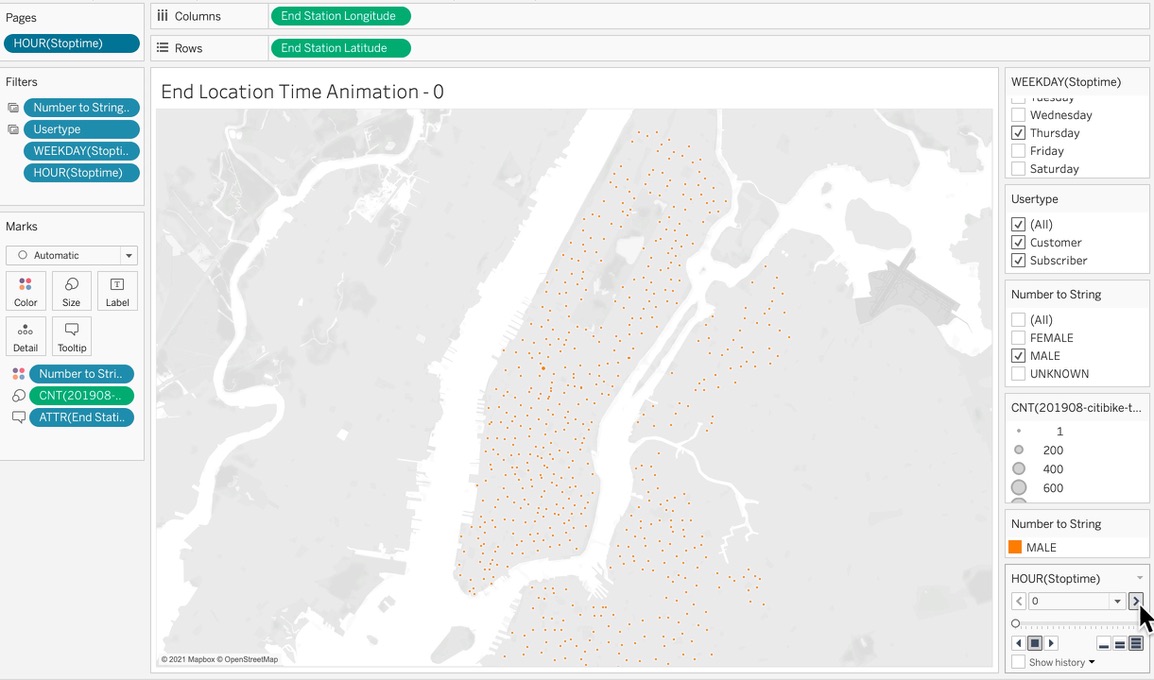 Pages
HOUR(Stoptime)
Filters
Number to String..
Usertype
WEEKDAY(Stopti..
HOUR(Stoptime)
Marks
Automatic
Color Size Label
Detail Tooltip
Number to Stri..
CNT(201908-..
ATTR(End Stati..
Columns End Station Longitude
Rows End Station Latitude
End Location Time Animation - 0
© 2021 Mapbox © OpenStreetMap
WEEKDAY(Stoptime)
Tuesday
Wednesday
Thursday
Friday
Saturday
Usertype
(All)
Customer
Subscriber
Number to String
(All)
FEMALE
MALE
UNKNOWN
CNT(201908-citibike-t...
1
200
400
600
Number to String
MALE
HOUR(Stoptime)
0
Show history